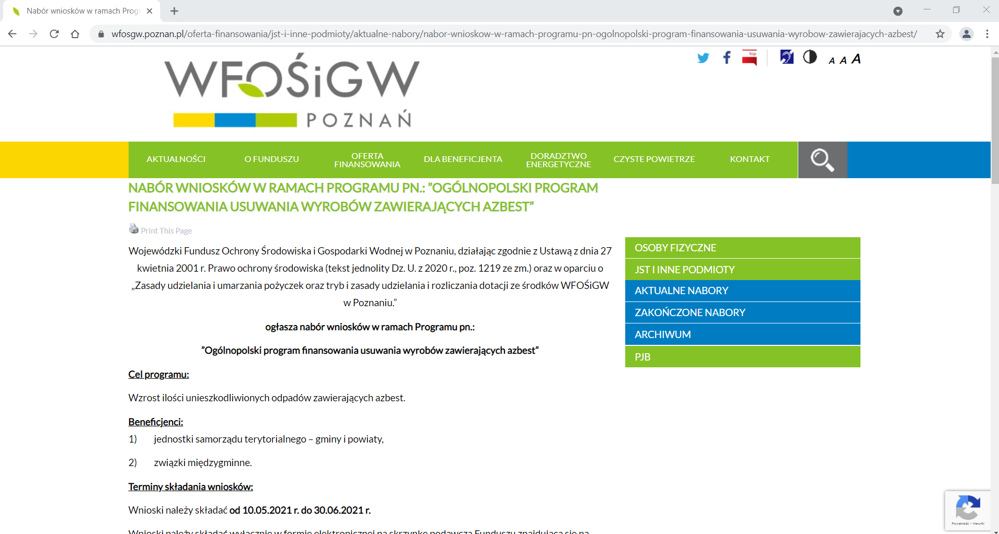 Nabór wniosków w ramach Prog
wfosgw.poznan.pl/oferta-finansowania/jst-i-inne-podmioty/aktualne-nabory/nabor-wnioskow-w-ramach-programu-pn-ogolnopolski-program-finansowania-usuwania-wyrobow-zawierajacych-azbest/
WFOŚiGW
POZNAŃ
bip
A A A
AKTUALNOŚCI
O FUNDUSZU
OFERTA
FINANSOWANIA
DLA BENEFICJENTA
DORADZTWO
ENERGETYCZNE
CZYSTE POWIETRZE
KONTAKT
NABÓR WNIOSKÓW W RAMACH PROGRAMU PN.: ”OGÓLNOPOLSKI PROGRAM
FINANSOWANIA USUWANIA WYROBÓW ZAWIERAJĄCYCH AZBEST”
Print This Page
Wojewódzki Fundusz Ochrony Środowiska i Gospodarki Wodnej w Poznaniu, działając zgodnie z Ustawą z dnia 27
kwietnia 2001 r. Prawo ochrony środowiska (tekst jednolity Dz. U. z 2020 r., poz. 1219 ze zm.) oraz w oparciu o
„Zasady udzielania i umarzania pożyczek oraz tryb i zasady udzielania i rozliczania dotacji ze środków WFOŚiGW
w Poznaniu.”
ogłasza nabór wniosków w ramach Programu pn.:
”Ogólnopolski program finansowania usuwania wyrobów zawierających azbest”
Cel programu:
Wzrost ilości unieszkodliwionych odpadów zawierających azbest.
Beneficjenci:
1) jednostki samorządu terytorialnego – gminy i powiaty,
2) związki międzygminne.
Terminy składania wniosków:
Wnioski należy składać od 10.05.2021 r. do 30.06.2021 r.
Wnioski należy składać wyłącznie w formie elektronicznej na skrzynkę podawczą Funduszu znajdującą się na
OSOBY FIZYCZNE
JST I INNE PODMIOTY
AKTUALNE NABORY
ZAKOŃCZONE NABORY
ARCHIWUM
PJB
Prywatność - Warunki